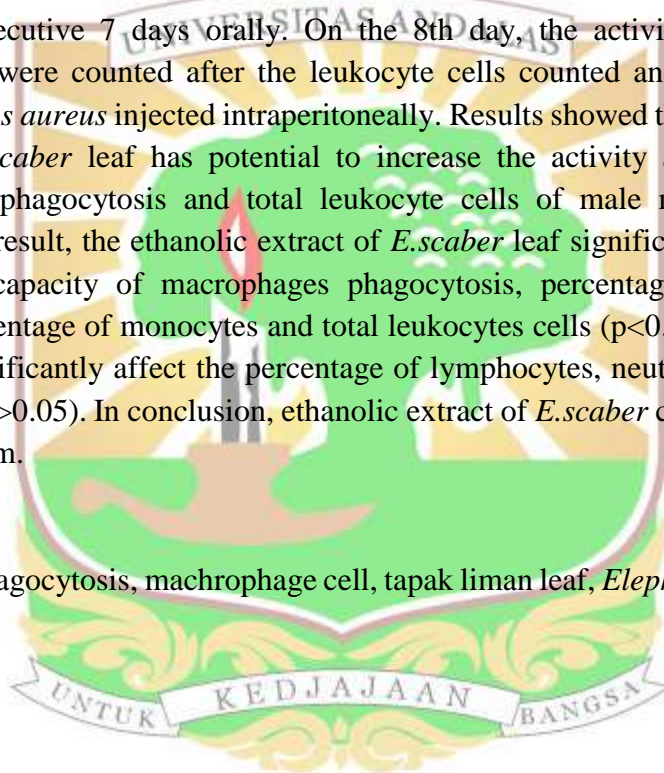 ecutive 7 days orally. On the 8th day, the activi
UNIVERSITAS ANDALAS
were counted after the leukocyte cells counted an
s aureus injected intraperitoneally. Results showed t
caber leaf has potential to increase the activity
phagocytosis and total leukocyte cells of male
result, the ethanolic extract of E.scaber leaf signific
capacity of macrophages phagocytosis, percentag
entage of monocytes and total leukocytes cells (p<0.
ificantly affect the percentage of lymphocytes, neut
>0.05). In conclusion, ethanolic extract of E.scaber c
m.
agocytosis, machrophage cell, tapak liman leaf, Eleph
UNTUK KEDJAJAAN BANGSA